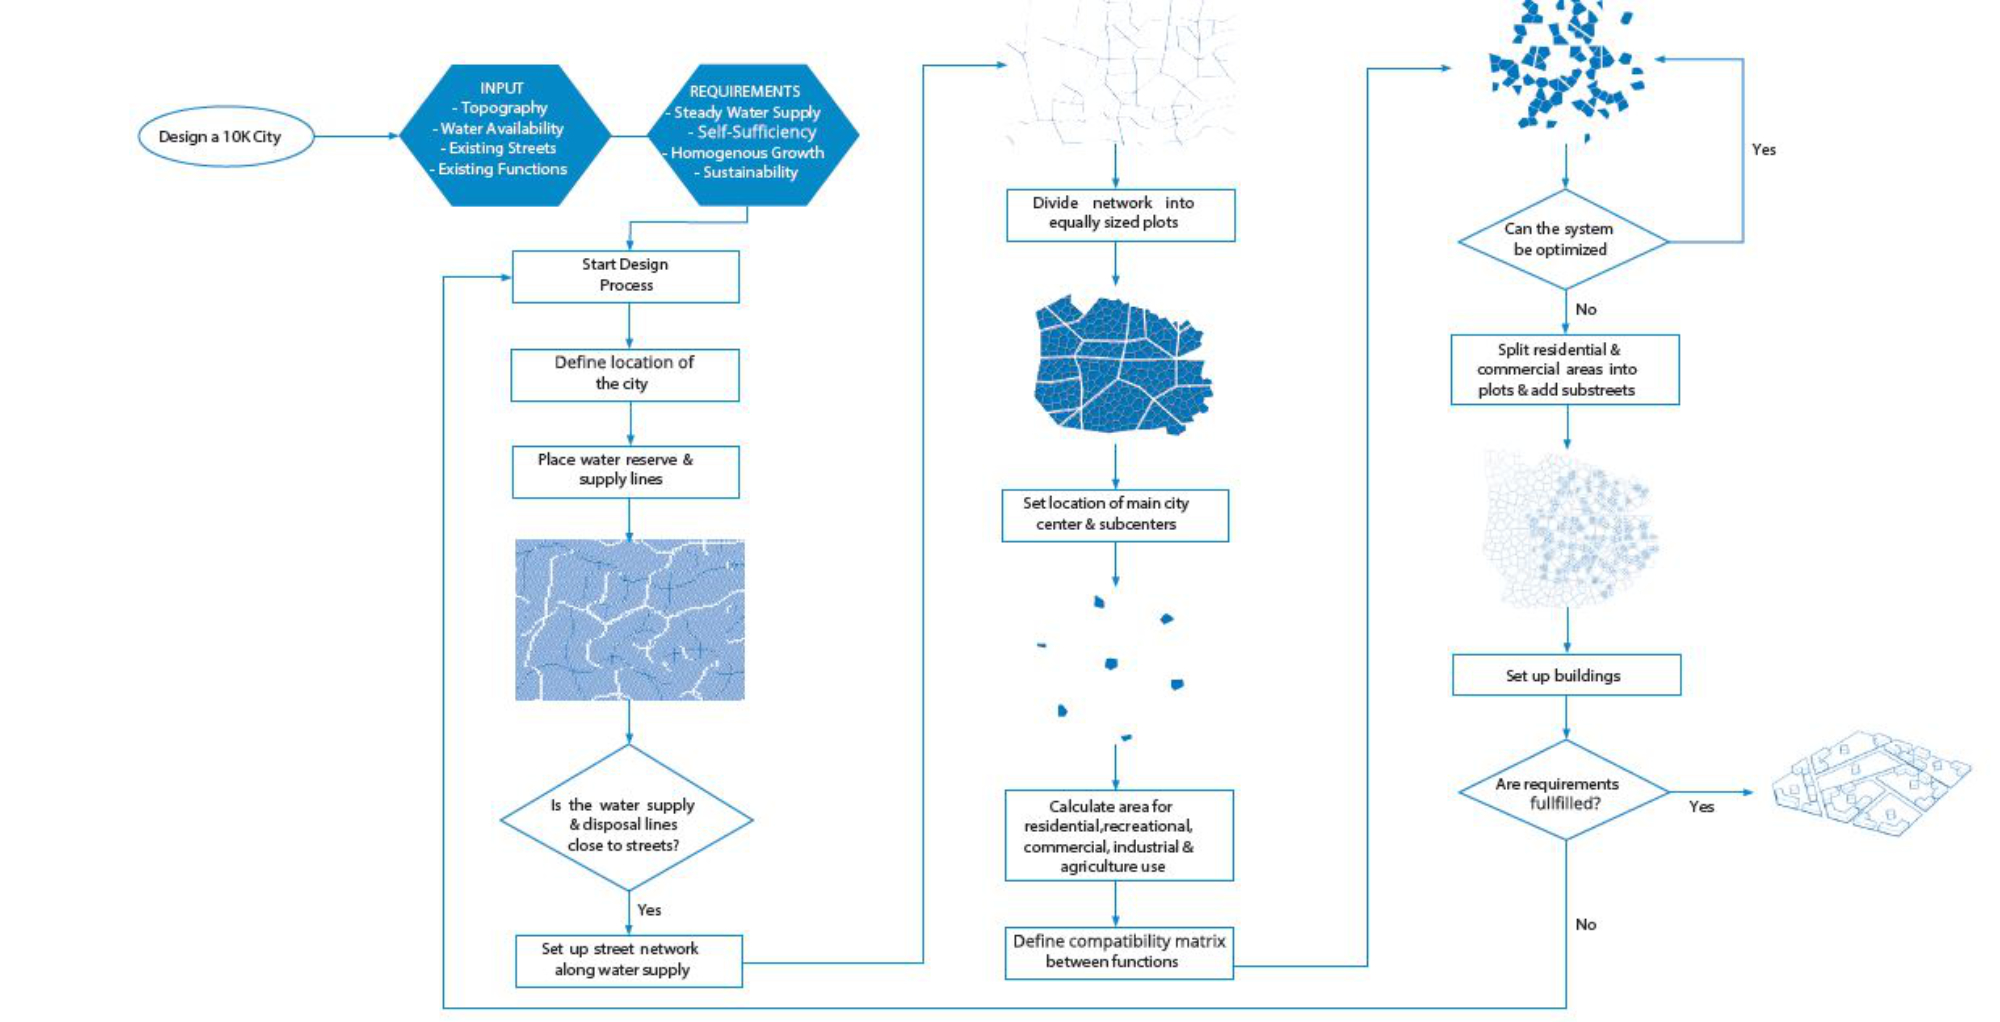 Design a 10K City
INPUT
- Topography
- Water Availability
- Existing Streets
- Existing Functions
REQUIREMENTS
- Steady Water Supply
- Self-Sufficiency
- Homogenous Growth
- Sustainability
Start Design
Process
Define location of
the city
Place water reserve &
supply lines
Is the water supply
& disposal lines
close to streets?
Yes
Set up street network
along water supply
Divide network into
equally sized plots
Set location of main city
center & subcenters
Calculate area for
residential,recreational,
commercial, industrial &
agriculture use
Define compatibility matrix
between functions
Can the system
be optimized
Yes
No
Split residential &
commercial areas into
plots & add substreets
Set up buildings
Are requirements
fullfilled?
Yes
No